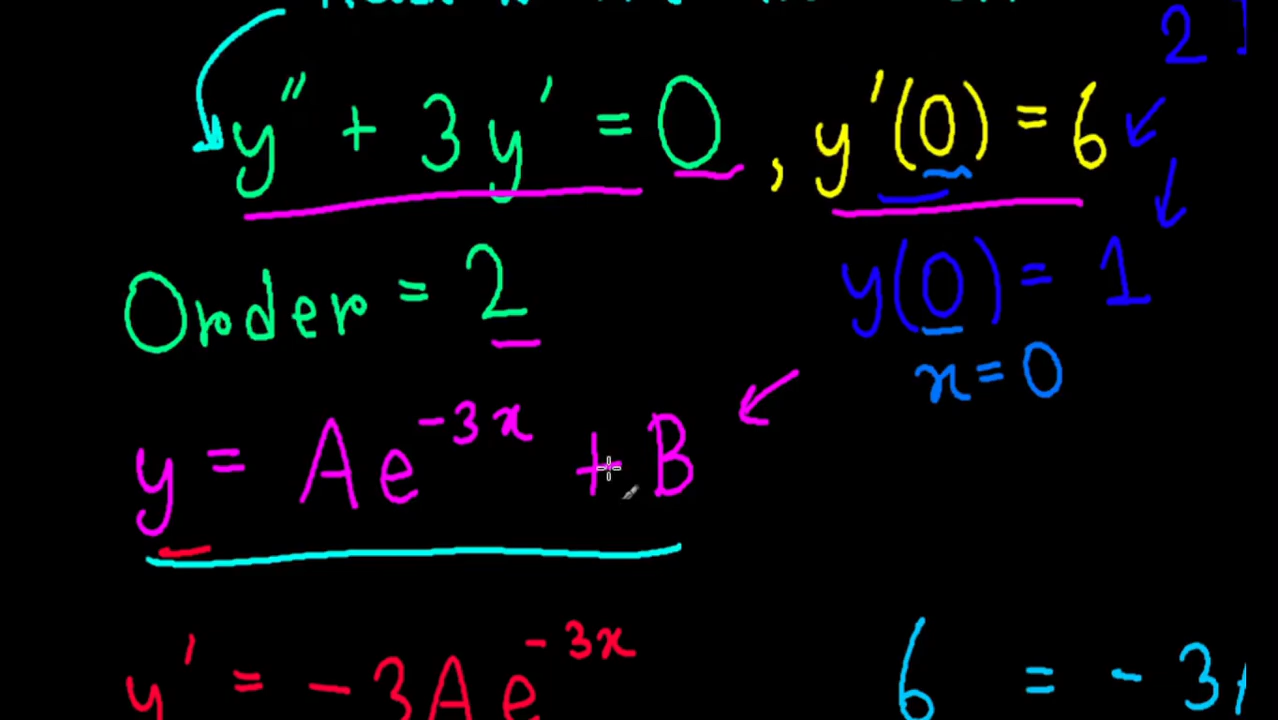 2
y'' + 3y' = 0 , y'(0) = 6
Order = 2
y(0) = 1
x = 0
y = Ae^{-3x} + B
y' = -3Ae^{-3x}
6 = -3